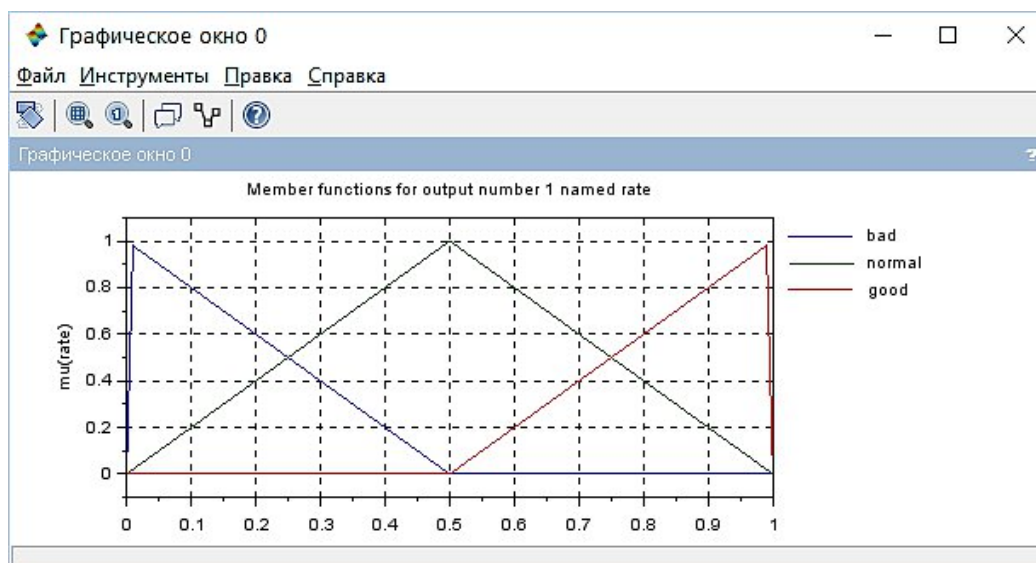 Графическое окно 0
Файл Инструменты Правка Справка
Графическое окно 0
?
Member functions for output number 1 named rate
mu(rate)
1
0.8
0.6
0.4
0.2
0
0 0.1 0.2 0.3 0.4 0.5 0.6 0.7 0.8 0.9 1
bad
normal
good